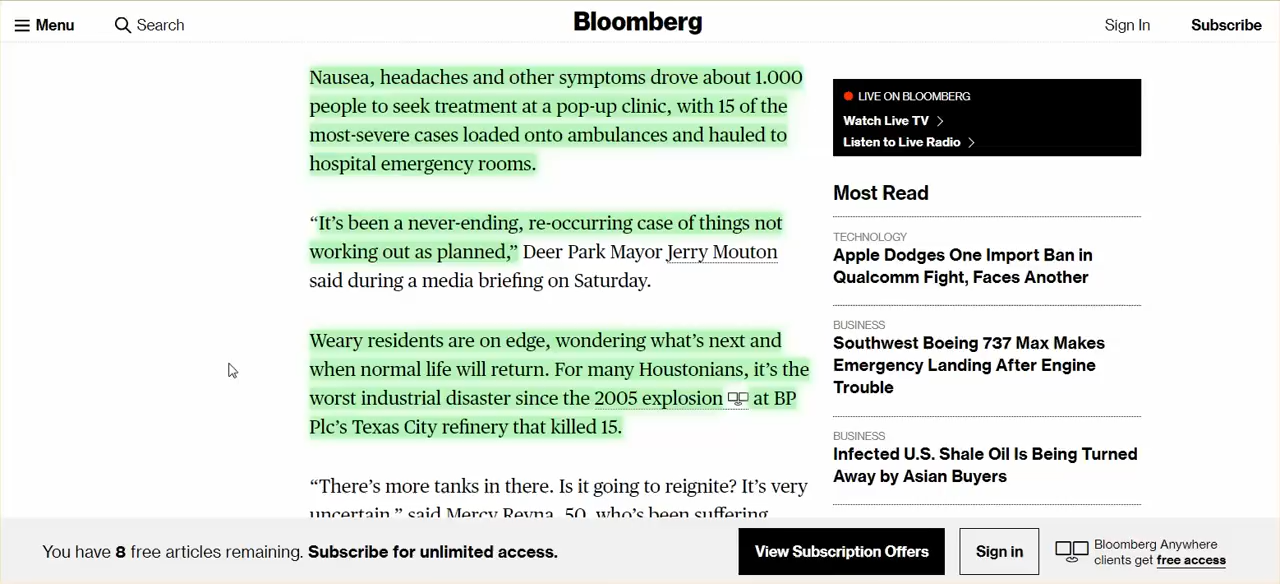 Menu
Search
Bloomberg
Sign In
Subscribe
Nausea, headaches and other symptoms drove about 1.000
people to seek treatment at a pop-up clinic, with 15 of the
most-severe cases loaded onto ambulances and hauled to
hospital emergency rooms.
“It’s been a never-ending, re-occurring case of things not
working out as planned,” Deer Park Mayor Jerry Mouton
said during a media briefing on Saturday.
Weary residents are on edge, wondering what’s next and
when normal life will return. For many Houstonians, it’s the
worst industrial disaster since the 2005 explosion at BP
Plc’s Texas City refinery that killed 15.
“There’s more tanks in there. Is it going to reignite? It’s very
uncertain,” said Mercy Reyna, 50, who’s been suffering
LIVE ON BLOOMBERG
Watch Live TV
Listen to Live Radio
Most Read
TECHNOLOGY
Apple Dodges One Import Ban in
Qualcomm Fight, Faces Another
BUSINESS
Southwest Boeing 737 Max Makes
Emergency Landing After Engine
Trouble
BUSINESS
Infected U.S. Shale Oil Is Being Turned
Away by Asian Buyers
You have 8 free articles remaining. Subscribe for unlimited access.
View Subscription Offers
Sign in
Bloomberg Anywhere
clients get free access